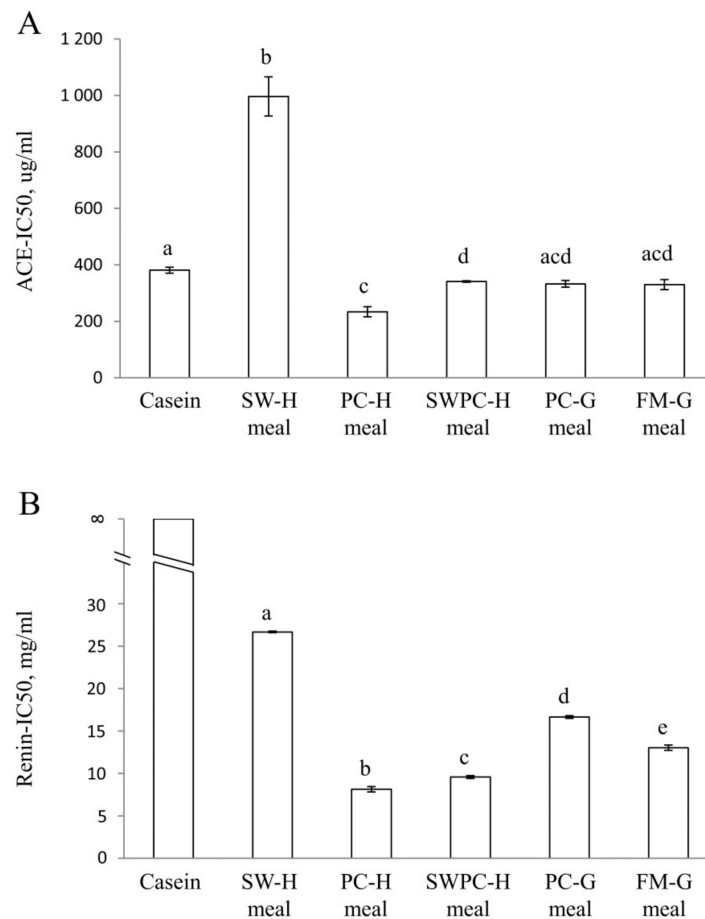 A
ACE-IC50, ug/ml
1 200
1 000
800
600
400
200
0
a
b
c
d
acd
acd
Casein
SW-H meal
PC-H meal
SWPC-H meal
PC-G meal
FM-G meal
B
Renin-IC50, mg/ml
∞
30
25
20
15
10
5
0
a
b
c
d
e
Casein
SW-H meal
PC-H meal
SWPC-H meal
PC-G meal
FM-G meal